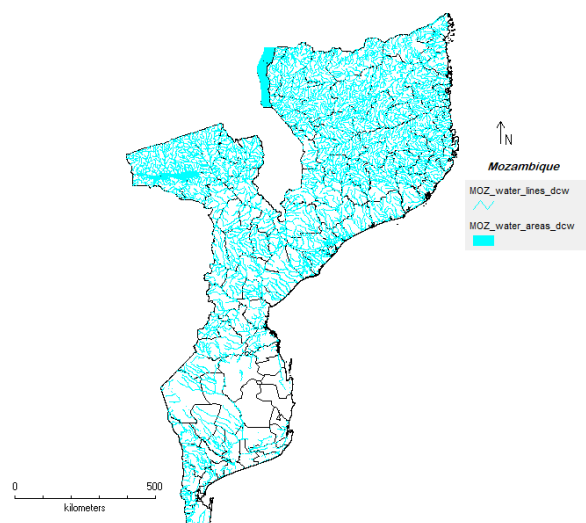 N
Mozambique
MOZ_water_lines_dcw
MOZ_water_areas_dcw
0 500
kilometers